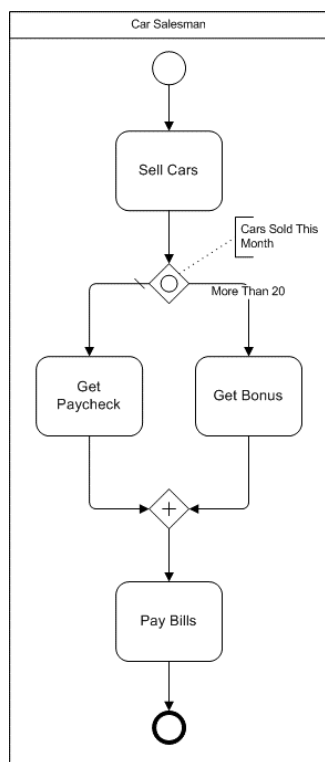 Car Salesman
Sell Cars
Cars Sold This
Month
More Than 20
Get
Paycheck
Get Bonus
Pay Bills